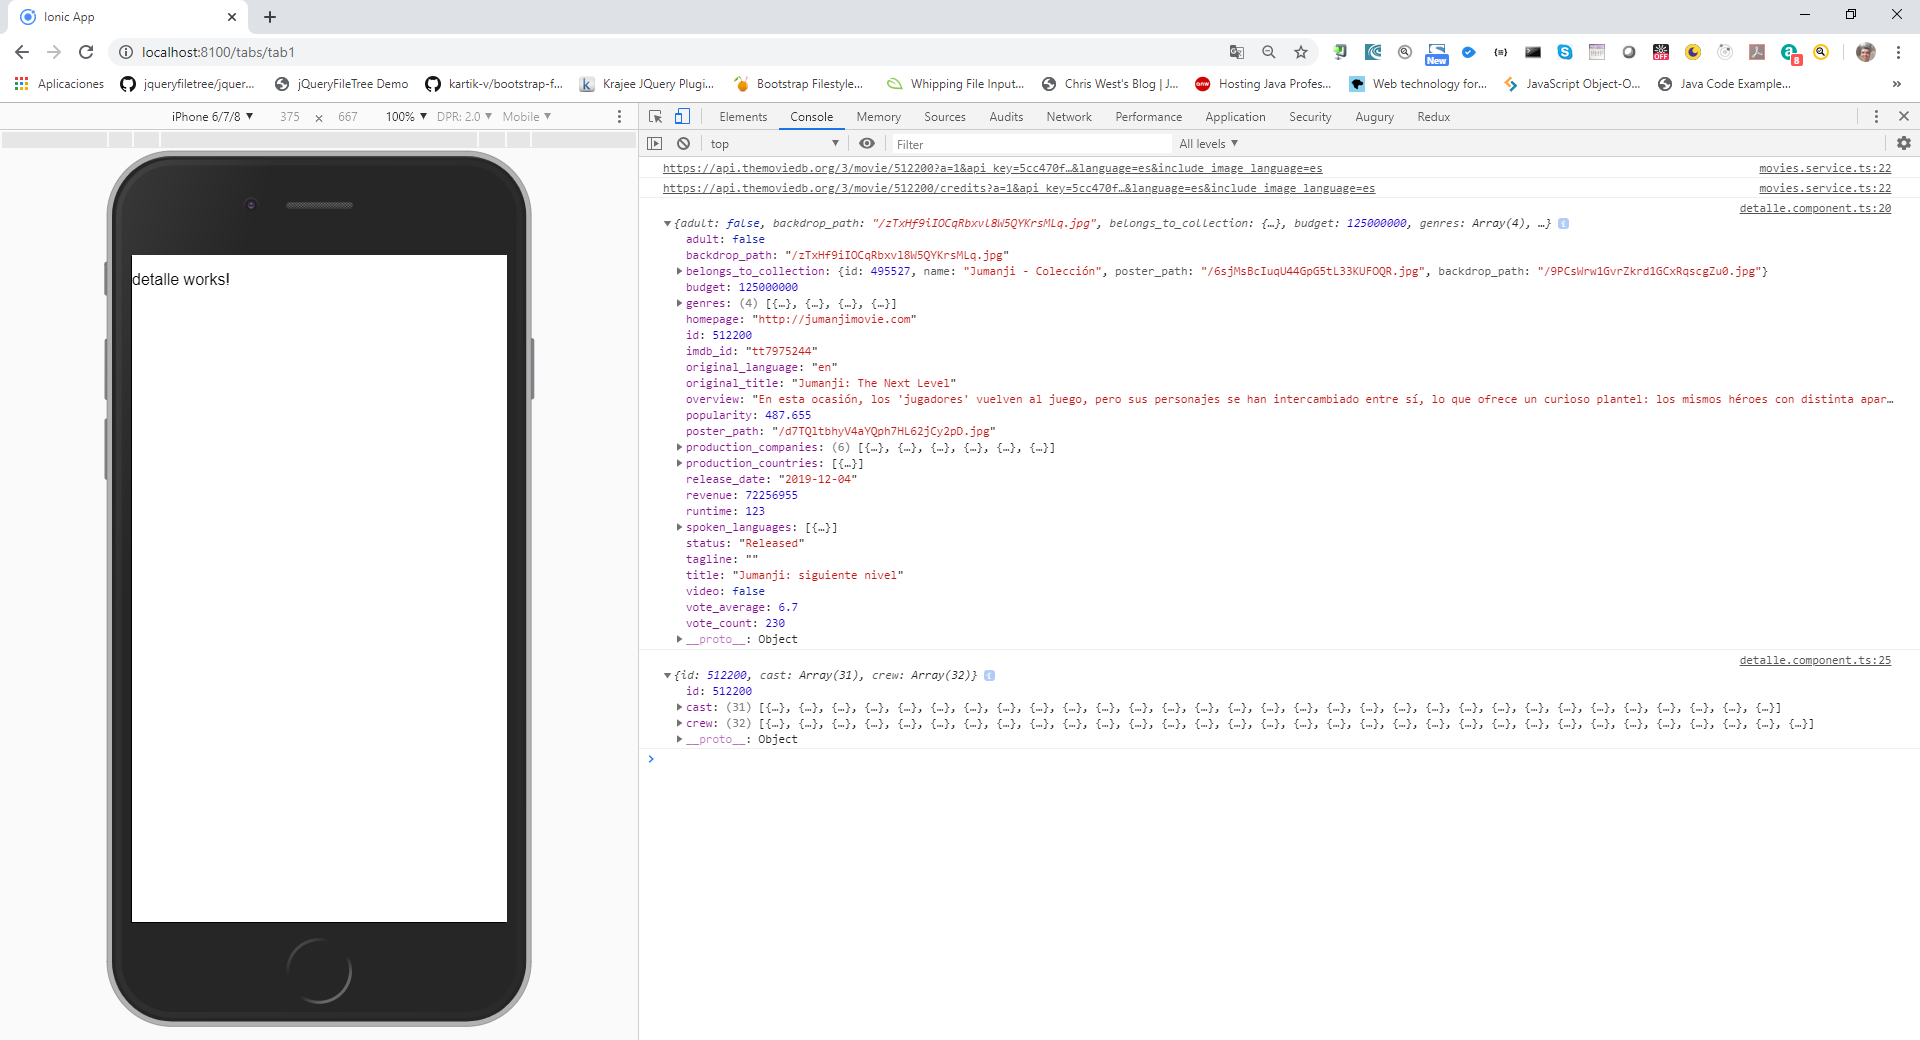 Ionic App
localhost:8100/tabs/tab1
New
OFF
8
Aplicaciones
jqueryfiletree/jquer...
jQueryFileTree Demo
kartik-v/bootstrap-f...
Krajee JQuery Plugi...
Bootstrap Filestyle...
Whipping File Input...
Chris West's Blog | J...
Hosting Java Profes...
Web technology for...
JavaScript Object-O...
Java Code Example...
»
iPhone 6/7/8 ▼ 375 × 667 100% ▼ DPR: 2.0 ▼ Mobile ▼
Elements Console Memory Sources Audits Network Performance Application Security Augury Redux
top ▼ Filter All levels ▼
detalle works!
https://api.themoviedb.org/3/movie/512200?a=1&api_key=5cc470f…&language=es&include_image_language=es movies.service.ts:22
https://api.themoviedb.org/3/movie/512200/credits?a=1&api_key=5cc470f…&language=es&include_image_language=es movies.service.ts:22
detalle.component.ts:20
{adult: false, backdrop_path: "/zTxHf9iIOCqRbxvl8W5QYKrsMLq.jpg", belongs_to_collection: {…}, budget: 125000000, genres: Array(4), …}
adult: false
backdrop_path: "/zTxHf9iIOCqRbxvl8W5QYKrsMLq.jpg"
belongs_to_collection: {id: 495527, name: "Jumanji - Colección", poster_path: "/6sjMsBcIuqU44GpG5tL33KUFOQR.jpg", backdrop_path: "/9PCsWrw1GvrZkrd1GCxRqscgZu0.jpg"}
budget: 125000000
genres: (4) [{…}, {…}, {…}, {…}]
homepage: "http://jumanjimovie.com"
id: 512200
imdb_id: "tt7975244"
original_language: "en"
original_title: "Jumanji: The Next Level"
overview: "En esta ocasión, los 'jugadores' vuelven al juego, pero sus personajes se han intercambiado entre sí, lo que ofrece un curioso plantel: los mismos héroes con distinta apar…
popularity: 487.655
poster_path: "/d7TQltbhyV4aYQph7HL62jCy2pD.jpg"
production_companies: (6) [{…}, {…}, {…}, {…}, {…}, {…}]
production_countries: [{…}]
release_date: "2019-12-04"
revenue: 72256955
runtime: 123
spoken_languages: [{…}]
status: "Released"
tagline: ""
title: "Jumanji: siguiente nivel"
video: false
vote_average: 6.7
vote_count: 230
__proto__: Object
detalle.component.ts:25
{id: 512200, cast: Array(31), crew: Array(32)}
id: 512200
cast: (31) [{…}, {…}, {…}, {…}, {…}, {…}, {…}, {…}, {…}, {…}, {…}, {…}, {…}, {…}, {…}, {…}, {…}, {…}, {…}, {…}, {…}, {…}, {…}, {…}, {…}, {…}, {…}, {…}, {…}, {…}, {…}]
crew: (32) [{…}, {…}, {…}, {…}, {…}, {…}, {…}, {…}, {…}, {…}, {…}, {…}, {…}, {…}, {…}, {…}, {…}, {…}, {…}, {…}, {…}, {…}, {…}, {…}, {…}, {…}, {…}, {…}, {…}, {…}, {…}, {…}]
__proto__: Object